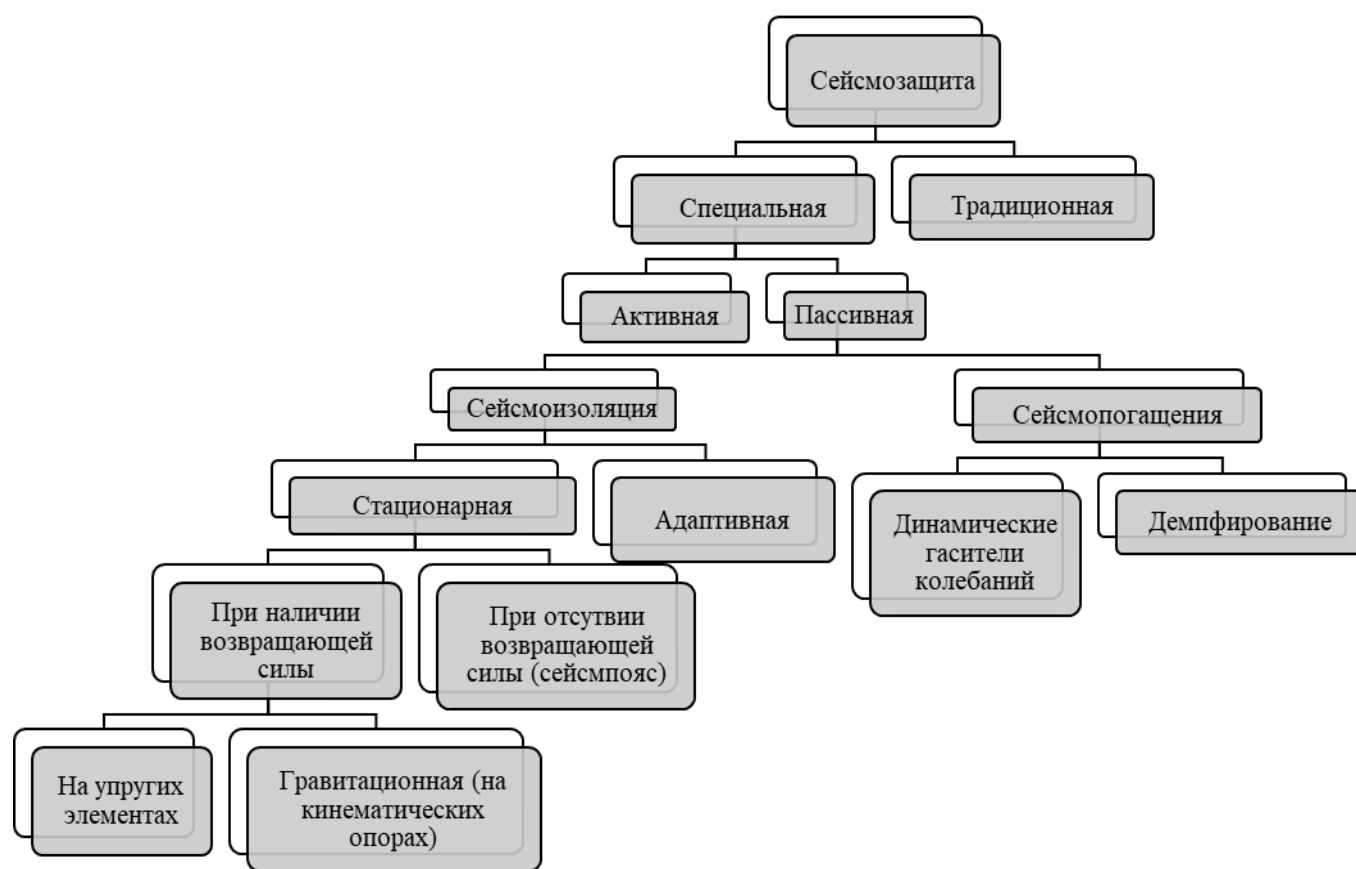 Сейсмозащита
Специальная
Традиционная
Активная
Пассивная
Сейсмоизоляция
Сейсмопогащения
Стационарная
Адаптивная
Динамические
гасители
колебаний
Демпфирование
При наличии
возвращающей
силы
При отсутвии
возвращающей
силы (сейсмпояс)
На упругих
элементах
Гравитационная (на
кинематических
опорах)